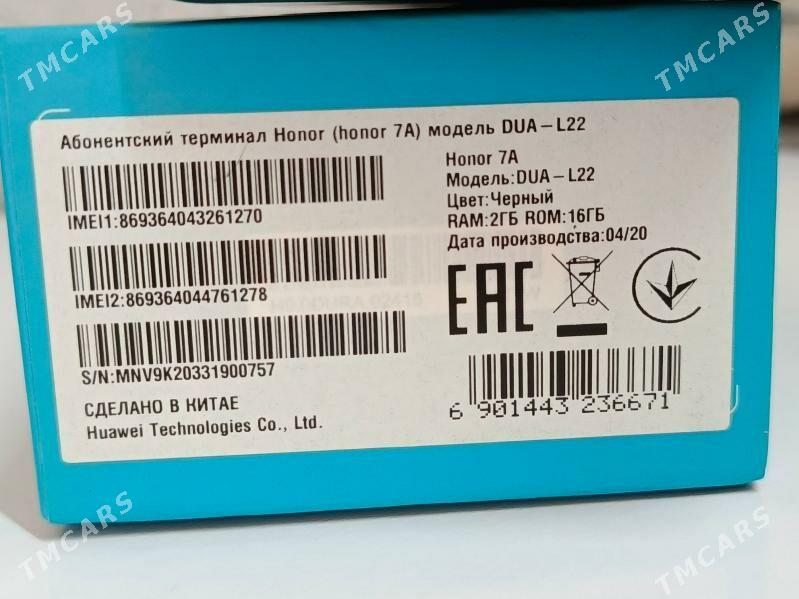 TMCARS
TMCARS
Абонентский терминал Honor (honor 7A) модель DUA – L22
IMEI1:869364043261270
IMEI2:869364044761278
S/N:MNV9K20331900757
СДЕЛАНО В КИТАЕ
Huawei Technologies Co., Ltd.
Honor 7A
Модель:DUA – L22
Цвет:Черный
RAM:2ГБ ROM:16ГБ
Дата производства:04/20
EAC
6 901443 236671
TMCARS
TMCARS